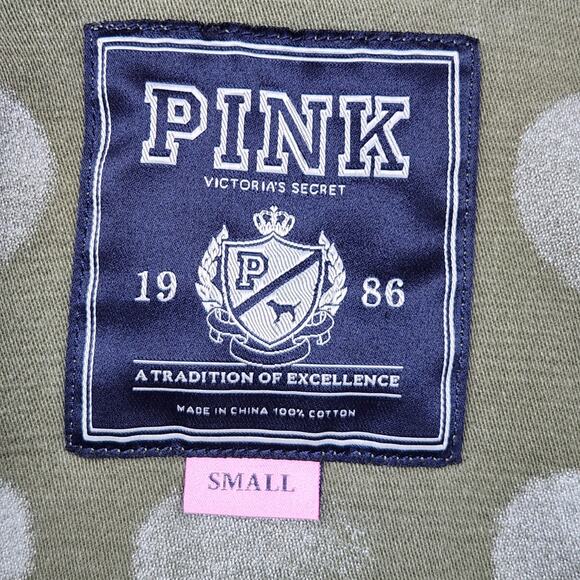 PINK
VICTORIA'S SECRET
P
19 86
A TRADITION OF EXCELLENCE
MADE IN CHINA 100% COTTON
SMALL